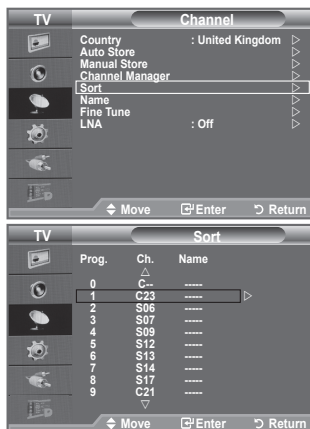 TV Channel
Country : United Kingdom ▷
Auto Store ▷
Manual Store ▷
Channel Manager ▷
Sort ▷
Name ▷
Fine Tune ▷
LNA : Off ▷
Move Enter Return
TV Sort
Prog. Ch. Name
0 C-- -----
1 C23 ----- ▷
2 S06 -----
3 S07 -----
4 S09 -----
5 S12 -----
6 S13 -----
7 S14 -----
8 S17 -----
9 C21 -----
Move Enter Return